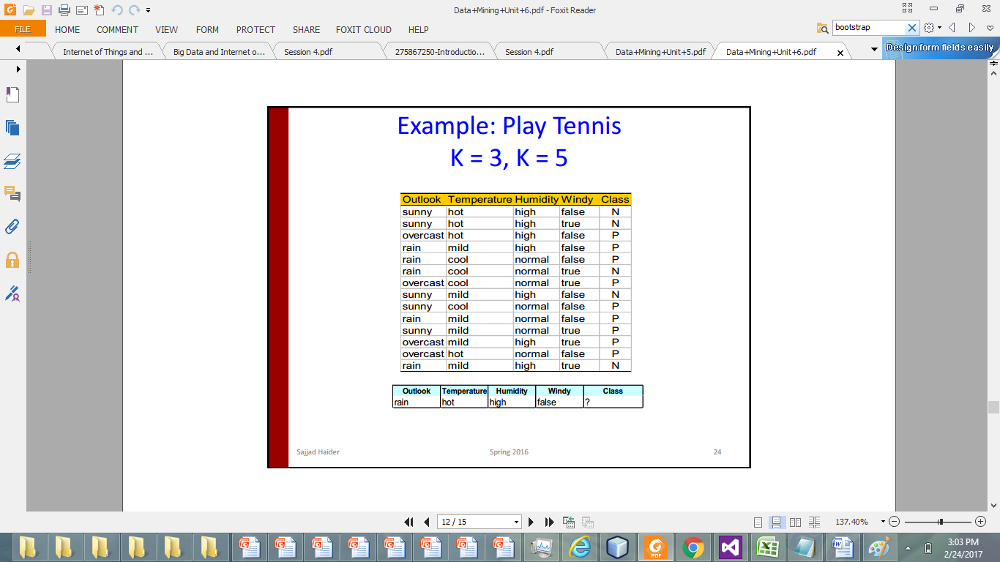 Data+Mining+Unit+6.pdf - Foxit Reader
FILE HOME COMMENT VIEW FORM PROTECT SHARE FOXIT CLOUD HELP bootstrap
Internet of Things and ... Big Data and Internet o... Session 4.pdf 275867250-Introductio... Session 4.pdf Data+Mining+Unit+5.pdf Data+Mining+Unit+6.pdf Design form fields easily
Example: Play Tennis
K = 3, K = 5
Outlook Temperature Humidity Windy Class
sunny hot high false N
sunny hot high true N
overcast hot high false P
rain mild high false P
rain cool normal false P
rain cool normal true N
overcast cool normal true P
sunny mild high false N
sunny cool normal false P
rain mild normal false P
sunny mild normal true P
overcast mild high true P
overcast hot normal false P
rain mild high true N
Outlook Temperature Humidity Windy Class
rain hot high false ?
Sajjad Haider Spring 2016 24
12 / 15 137.40%
PDF
3:03 PM
2/24/2017